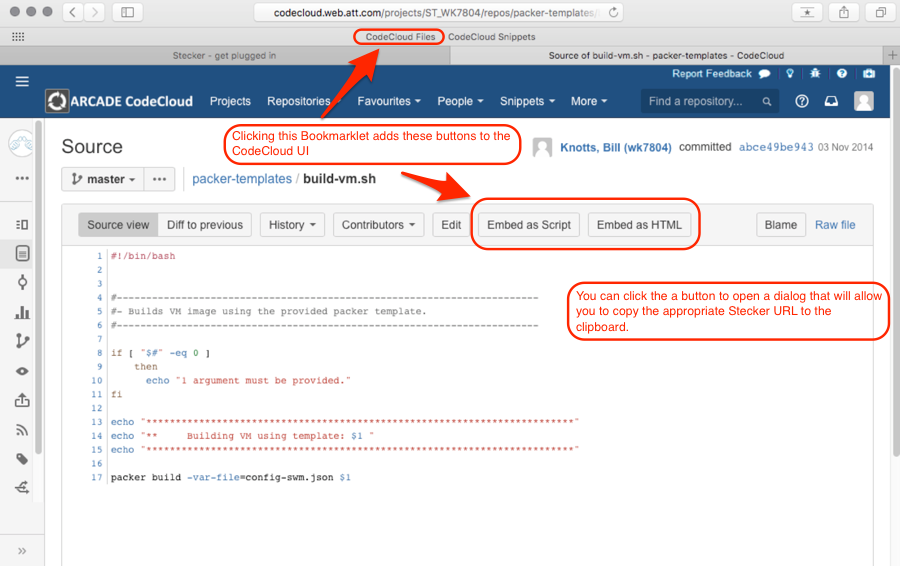 codecloud.web.att.com/projects/ST_WK7804/repos/packer-templates/
CodeCloud Files CodeCloud Snippets
Stecker - get plugged in Source of build-vm.sh - packer-templates - CodeCloud
Report Feedback
ARCADE CodeCloud Projects Repositories Favourites People Snippets More Find a repository...
Clicking this Bookmarklet adds these buttons to the
CodeCloud UI
Source
Knotts, Bill (wk7804) committed abce49be943 03 Nov 2014
master ••• packer-templates / build-vm.sh
Source view Diff to previous History Contributors Edit Embed as Script Embed as HTML Blame Raw file
1 #!/bin/bash
2
3
4 #------------------------------------------------------------------------
5 #- Builds VM image using the provided packer template.
6 #------------------------------------------------------------------------
7
8 if [ "$#" -eq 0 ]
9 then
10 echo "1 argument must be provided."
11 fi
12
13 echo "*************************************************************************"
14 echo "** Building VM using template: $1 "
15 echo "*************************************************************************"
16
17 packer build -var-file=config-swm.json $1
You can click the a button to open a dialog that will allow
you to copy the appropriate Stecker URL to the
clipboard.